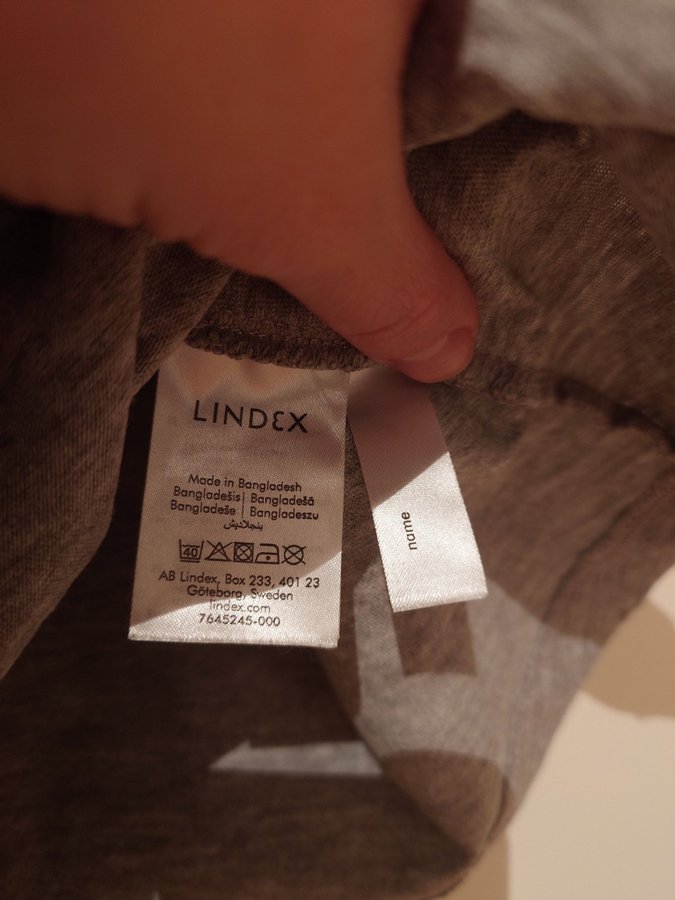 LINDEX
Made in Bangladesh
Bangladešis | Bangladešā
Bangladeše | Bangladeszu
بنجلاديش
40
AB Lindex, Box 233, 401 23
Göteborg, Sweden
lindex.com
7645245-000
name